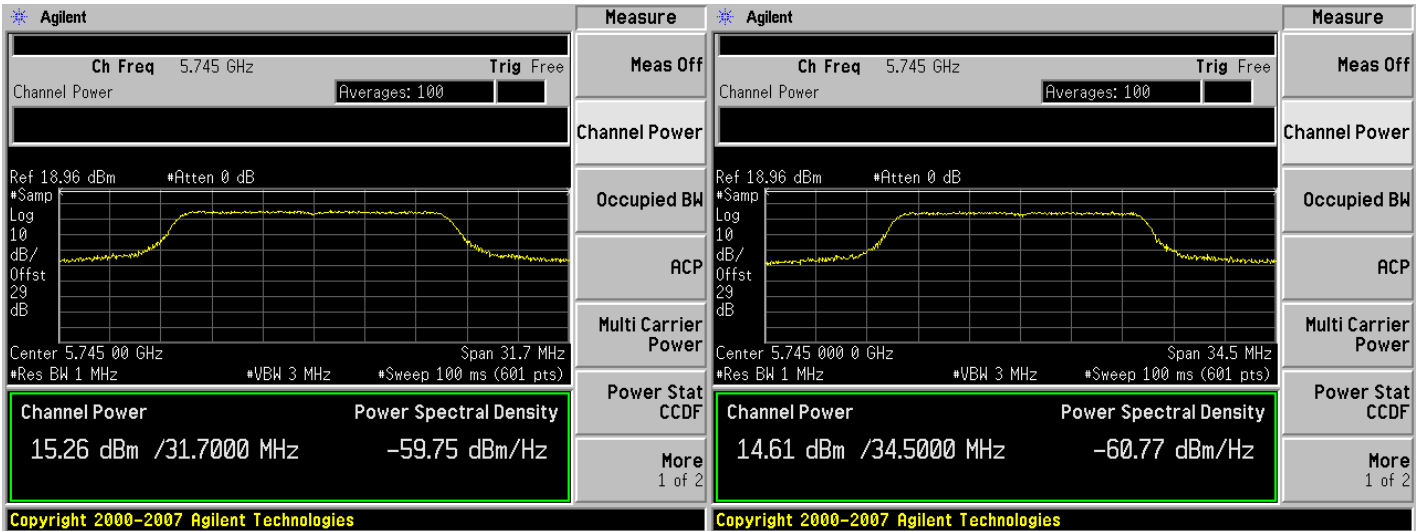 Agilent
Measure
Ch Freq 5.745 GHz Trig Free
Channel Power Averages: 100
Meas Off
Channel Power
Ref 18.96 dBm #Atten 0 dB
#Samp
Log
10
dB/
Offst
29
dB
Occupied BW
ACP
Multi Carrier
Power
Center 5.745 00 GHz Span 31.7 MHz
#Res BW 1 MHz #VBW 3 MHz #Sweep 100 ms (601 pts)
Power Stat
CCDF
Channel Power Power Spectral Density
15.26 dBm /31.7000 MHz -59.75 dBm/Hz
More
1 of 2
Copyright 2000-2007 Agilent Technologies
Agilent
Measure
Ch Freq 5.745 GHz Trig Free
Channel Power Averages: 100
Meas Off
Channel Power
Ref 18.96 dBm #Atten 0 dB
#Samp
Log
10
dB/
Offst
29
dB
Occupied BW
ACP
Multi Carrier
Power
Center 5.745 000 0 GHz Span 34.5 MHz
#Res BW 1 MHz #VBW 3 MHz #Sweep 100 ms (601 pts)
Power Stat
CCDF
Channel Power Power Spectral Density
14.61 dBm /34.5000 MHz -60.77 dBm/Hz
More
1 of 2
Copyright 2000-2007 Agilent Technologies